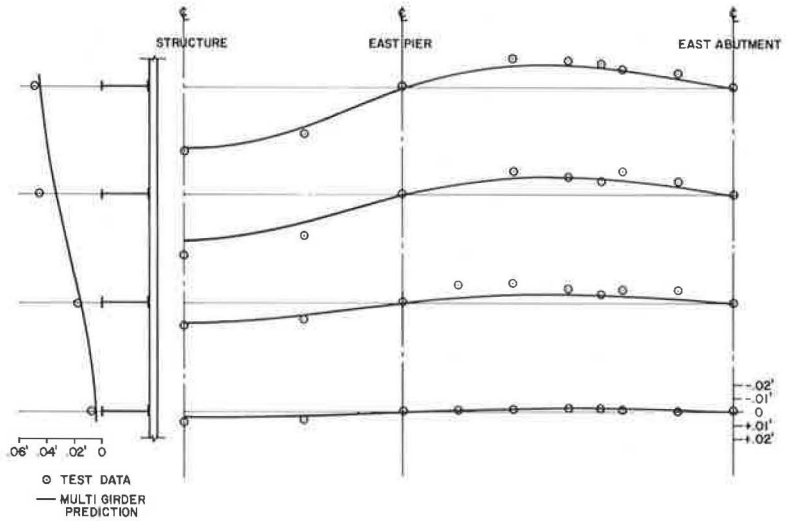 ℄ ℄ ℄
STRUCTURE EAST PIER EAST ABUTMENT
-.02'
-.01'
0
+.01'
+.02'
.06' .04' .02' 0
⊙ TEST DATA
— MULTI GIRDER
PREDICTION